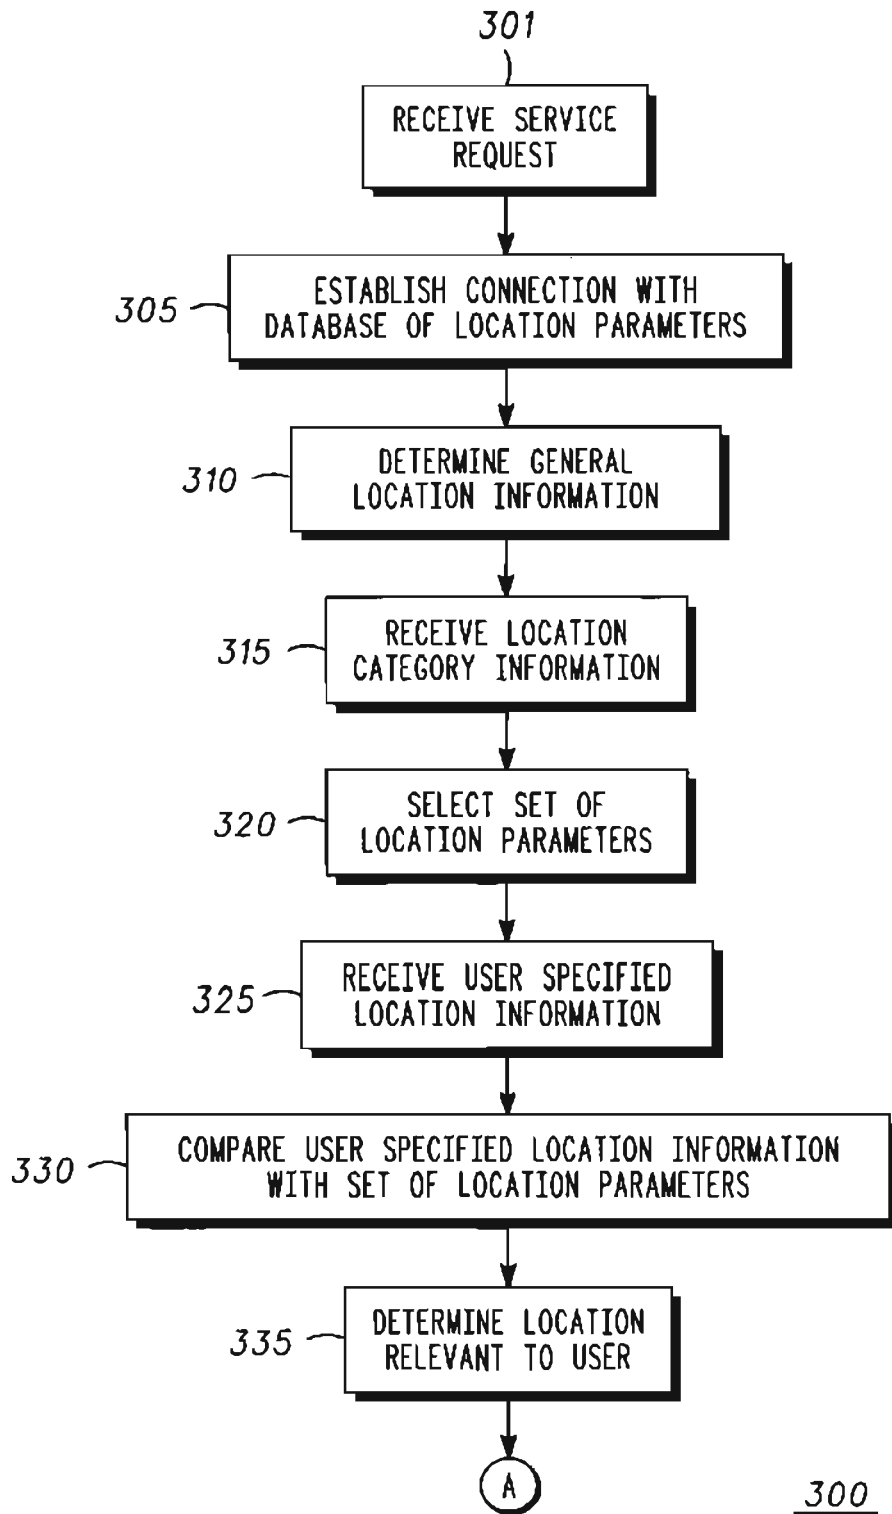 301
RECEIVE SERVICE
REQUEST
305
ESTABLISH CONNECTION WITH
DATABASE OF LOCATION PARAMETERS
310
DETERMINE GENERAL
LOCATION INFORMATION
315
RECEIVE LOCATION
CATEGORY INFORMATION
320
SELECT SET OF
LOCATION PARAMETERS
325
RECEIVE USER SPECIFIED
LOCATION INFORMATION
330
COMPARE USER SPECIFIED LOCATION INFORMATION
WITH SET OF LOCATION PARAMETERS
335
DETERMINE LOCATION
RELEVANT TO USER
A
300